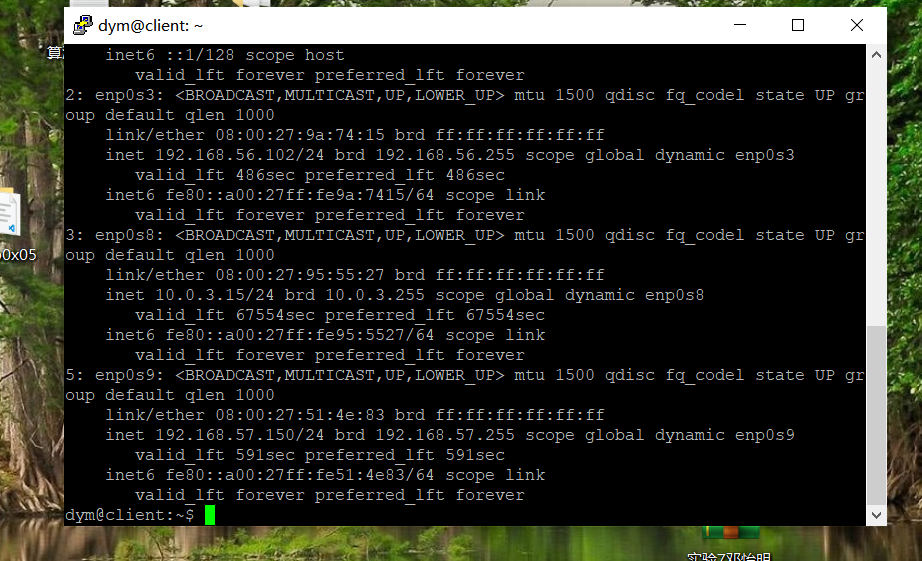 dym@client: ~
inet6 ::1/128 scope host
valid_lft forever preferred_lft forever
2: enp0s3: <BROADCAST,MULTICAST,UP,LOWER_UP> mtu 1500 qdisc fq_codel state UP gr
oup default qlen 1000
link/ether 08:00:27:9a:74:15 brd ff:ff:ff:ff:ff:ff
inet 192.168.56.102/24 brd 192.168.56.255 scope global dynamic enp0s3
valid_lft 486sec preferred_lft 486sec
inet6 fe80::a00:27ff:fe9a:7415/64 scope link
valid_lft forever preferred_lft forever
3: enp0s8: <BROADCAST,MULTICAST,UP,LOWER_UP> mtu 1500 qdisc fq_codel state UP gr
oup default qlen 1000
link/ether 08:00:27:95:55:27 brd ff:ff:ff:ff:ff:ff
inet 10.0.3.15/24 brd 10.0.3.255 scope global dynamic enp0s8
valid_lft 67554sec preferred_lft 67554sec
inet6 fe80::a00:27ff:fe95:5527/64 scope link
valid_lft forever preferred_lft forever
5: enp0s9: <BROADCAST,MULTICAST,UP,LOWER_UP> mtu 1500 qdisc fq_codel state UP gr
oup default qlen 1000
link/ether 08:00:27:51:4e:83 brd ff:ff:ff:ff:ff:ff
inet 192.168.57.150/24 brd 192.168.57.255 scope global dynamic enp0s9
valid_lft 591sec preferred_lft 591sec
inet6 fe80::a00:27ff:fe51:4e83/64 scope link
valid_lft forever preferred_lft forever
dym@client:~$
0x05